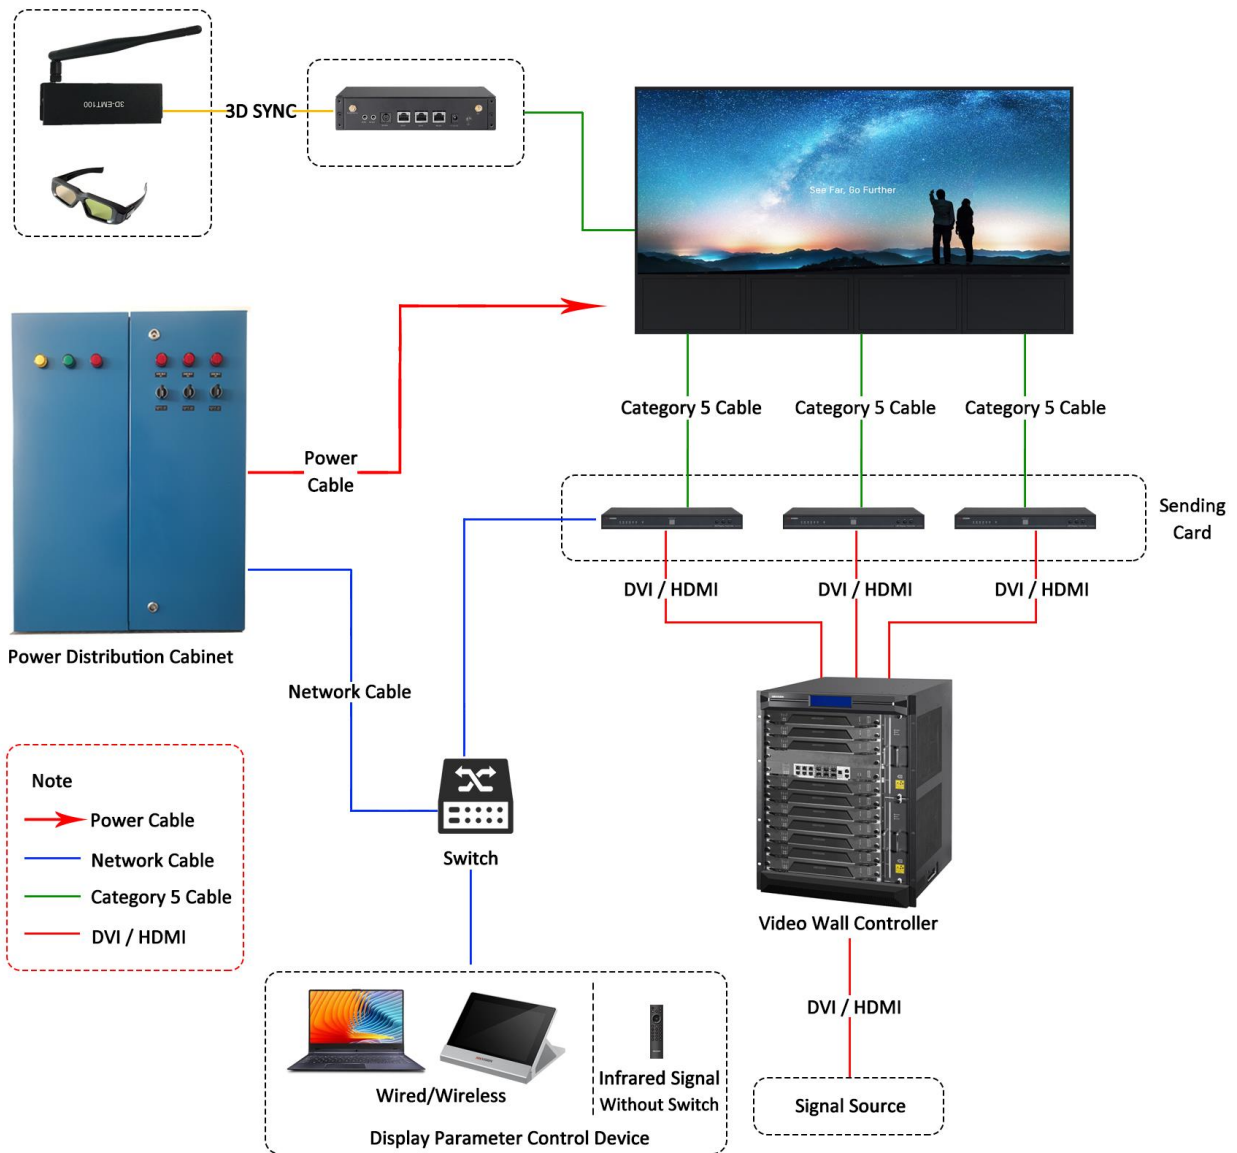 3D-EMT100
3D SYNC
See Far, Go Further
Category 5 Cable
Category 5 Cable
Category 5 Cable
Power
Cable
Sending
Card
DVI / HDMI
DVI / HDMI
DVI / HDMI
Power Distribution Cabinet
Network Cable
Note
Power Cable
Network Cable
Category 5 Cable
DVI / HDMI
Switch
Video Wall Controller
DVI / HDMI
Wired/Wireless
Infrared Signal
Without Switch
Display Parameter Control Device
Signal Source